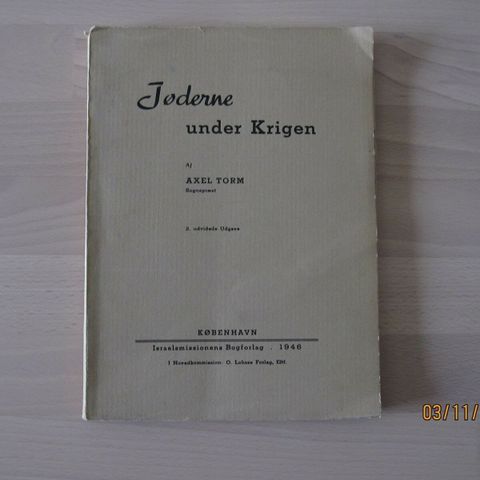 Jøderne
under Krigen
Af
AXEL TORM
Sognepræst
udvidede Udgave
KØBENHAVN
Israelsmissionens Bogforlag . 1946
I Hovedkommission: O. Lohses Forlag, Eftf.
03/11/